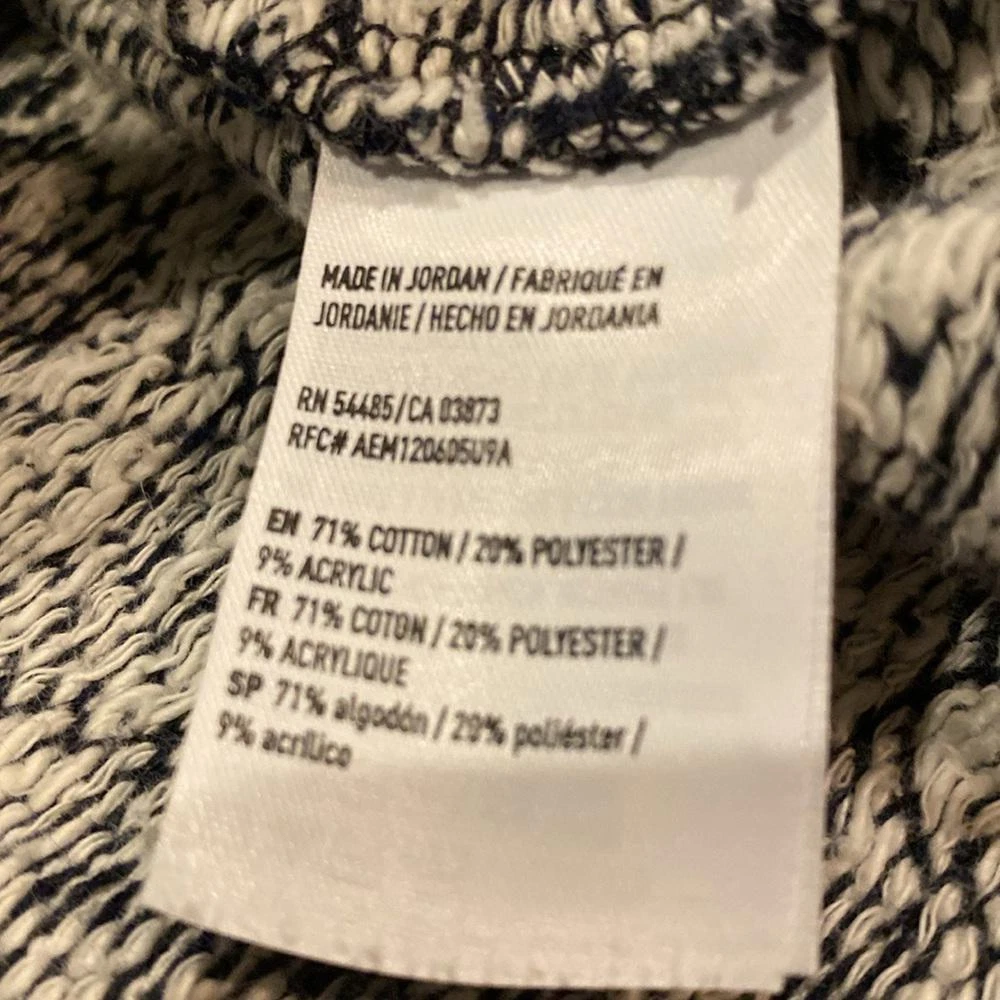 MADE IN JORDAN / FABRIQUÉ EN
JORDANIE / HECHO EN JORDANIA
RN 54485/CA 03873
RFC# AEM120605U9A
EN 71% COTTON / 20% POLYESTER /
9% ACRYLIC
FR 71% COTON / 20% POLYESTER /
9% ACRYLIQUE
SP 71% algodón / 20% poliéster /
9% acrílico